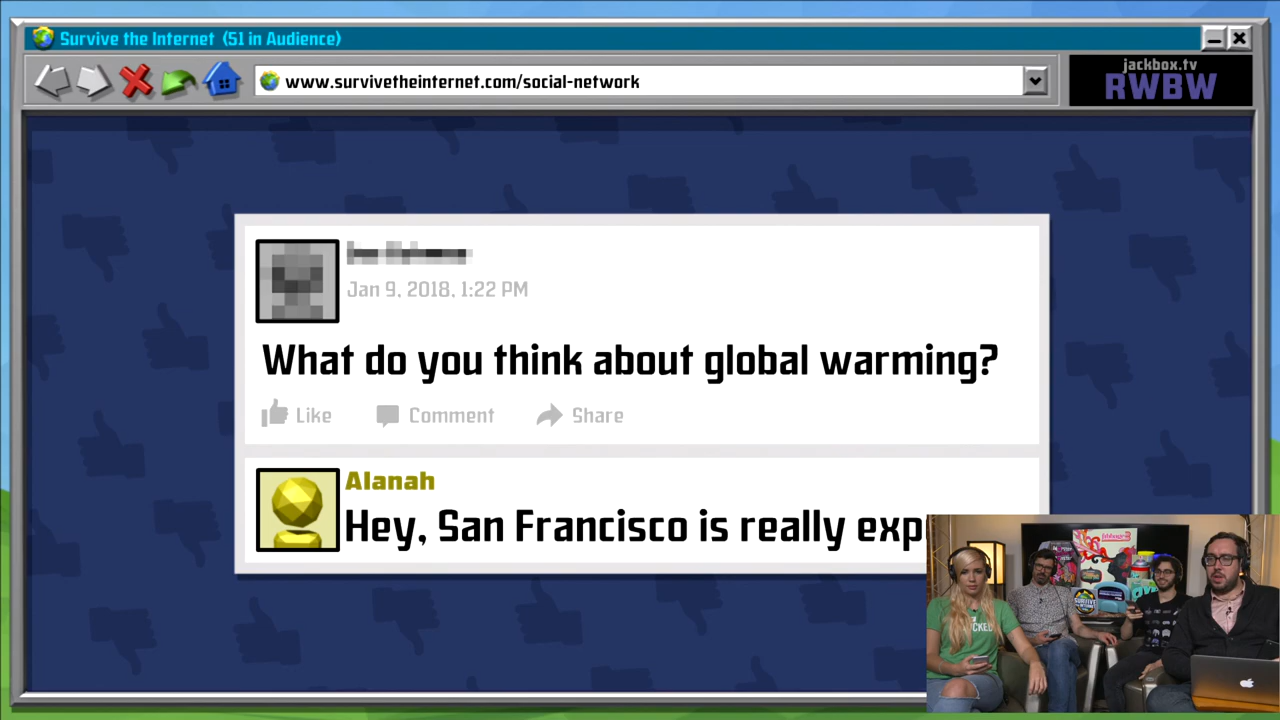 Survive the Internet (51 in Audience)
www.survivetheinternet.com/social-network
jackbox.tv
RWBW
Jan 9, 2018, 1:22 PM
What do you think about global warming?
Like Comment Share
Alanah
Hey, San Francisco is really exp